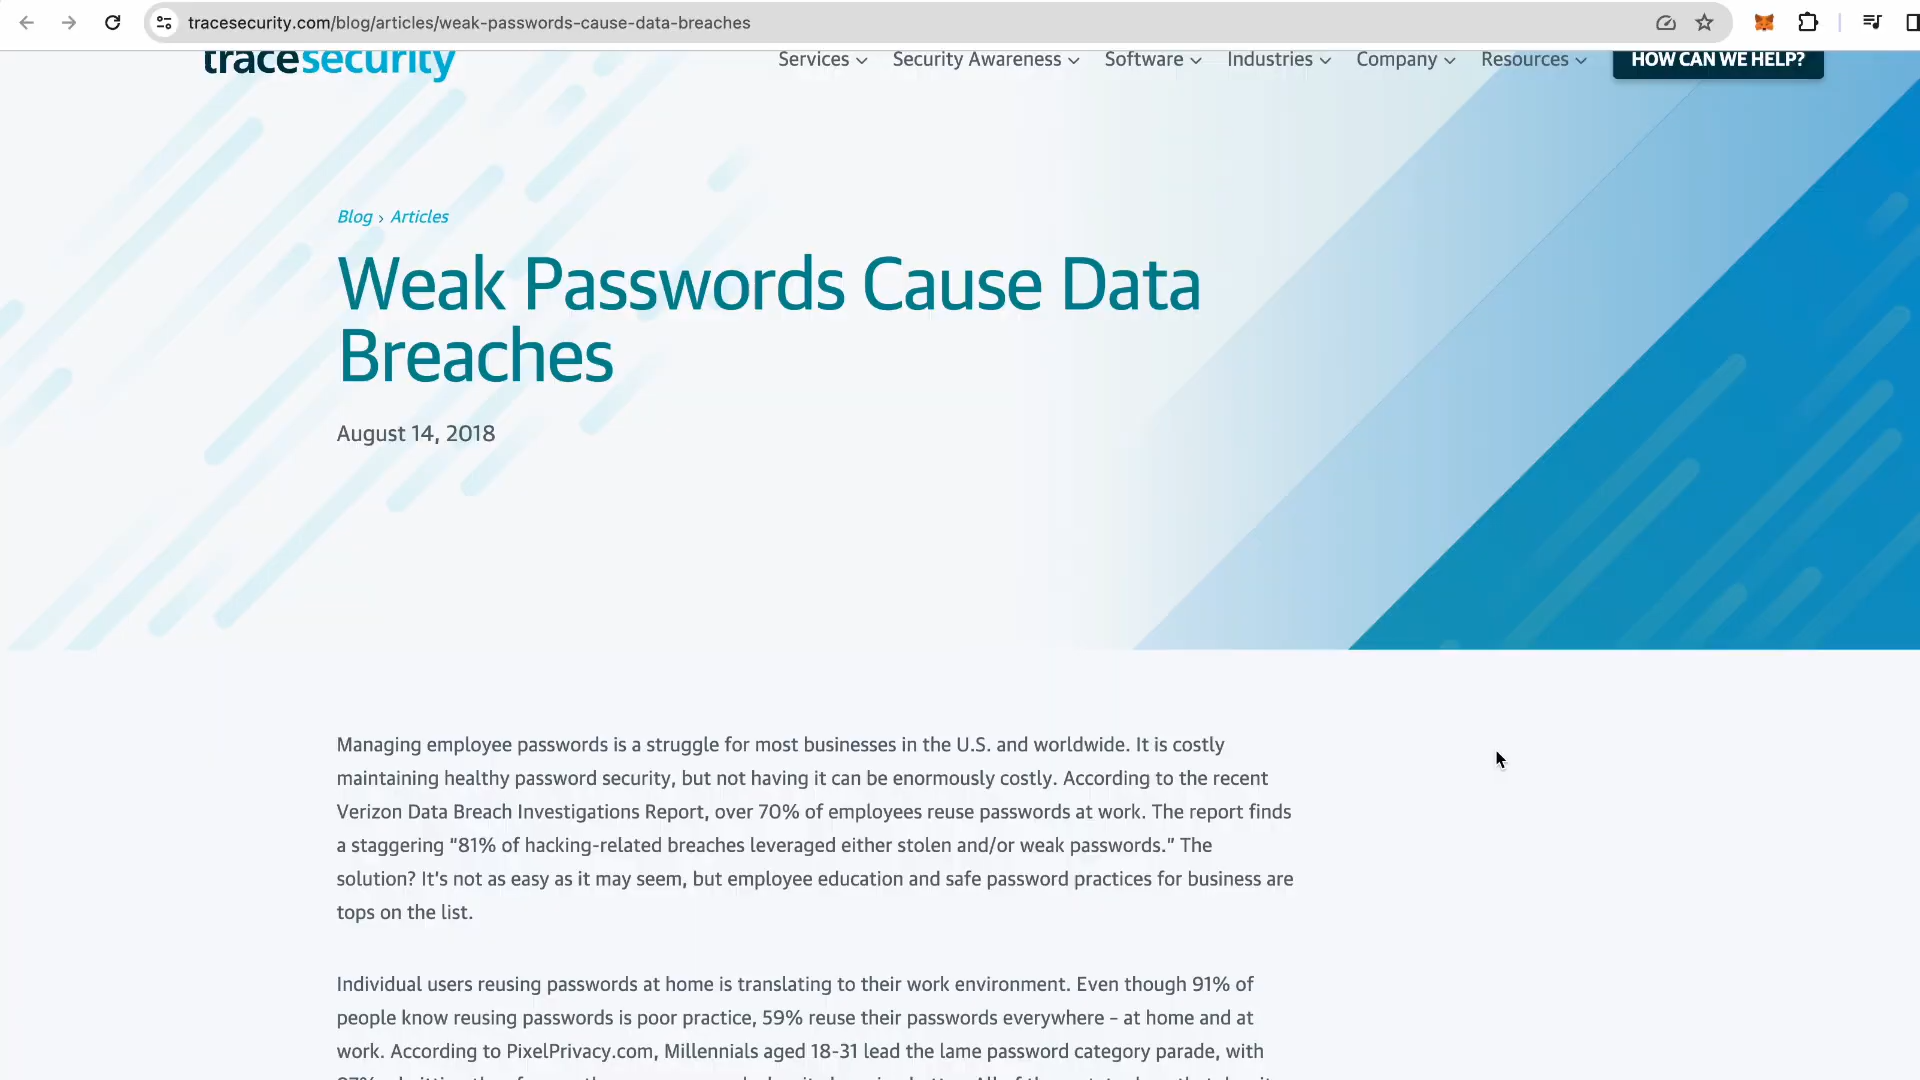 tracesecurity.com/blog/articles/weak-passwords-cause-data-breaches
tracesecurity
Services Security Awareness Software Industries Company Resources HOW CAN WE HELP?
Blog › Articles
Weak Passwords Cause Data
Breaches
August 14, 2018
Managing employee passwords is a struggle for most businesses in the U.S. and worldwide. It is costly
maintaining healthy password security, but not having it can be enormously costly. According to the recent
Verizon Data Breach Investigations Report, over 70% of employees reuse passwords at work. The report finds
a staggering “81% of hacking-related breaches leveraged either stolen and/or weak passwords.” The
solution? It’s not as easy as it may seem, but employee education and safe password practices for business are
tops on the list.
Individual users reusing passwords at home is translating to their work environment. Even though 91% of
people know reusing passwords is poor practice, 59% reuse their passwords everywhere – at home and at
work. According to PixelPrivacy.com, Millennials aged 18-31 lead the lame password category parade, with